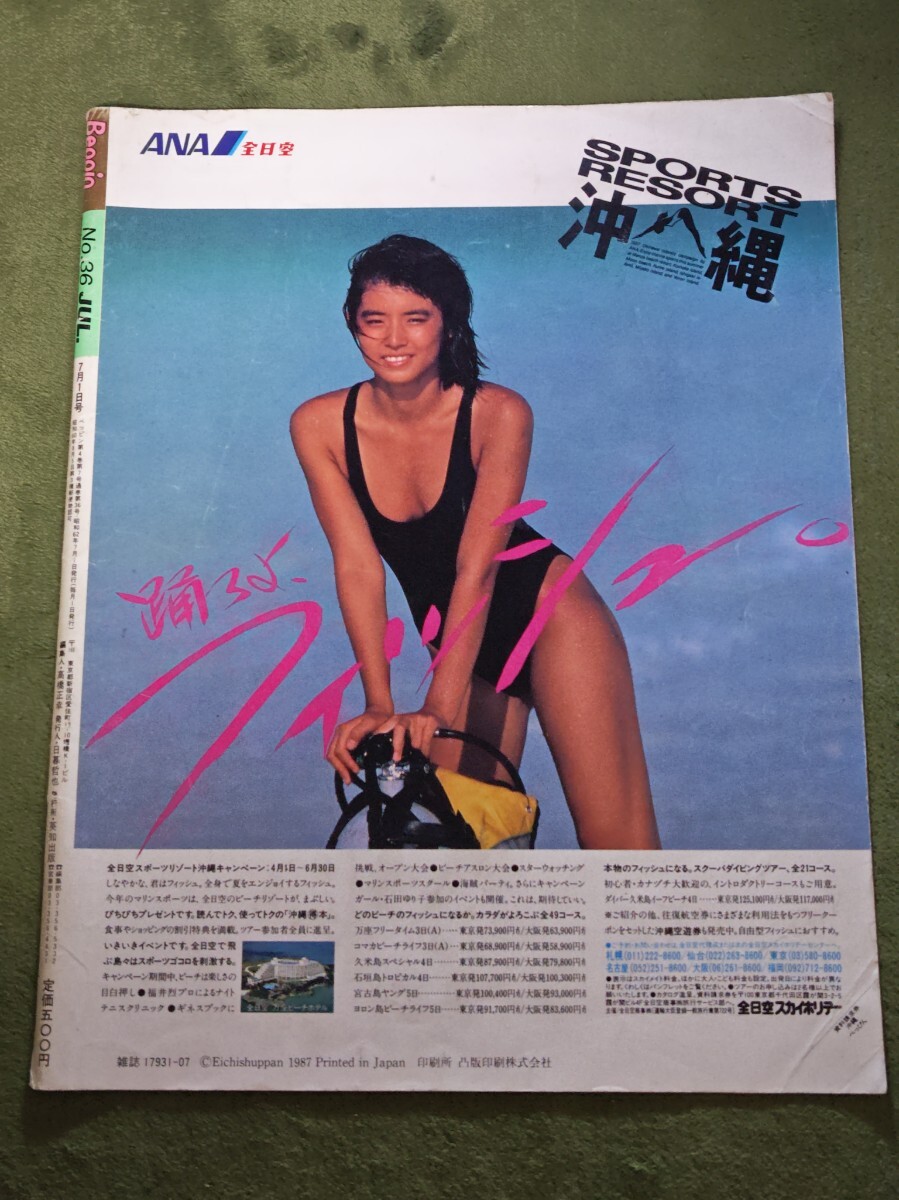 ANA 全日空
SPORTS
RESORT
沖縄
Beppin
No.36 JUL.
7月1日号
定価五〇〇円
踊ろよ、
フィッシュ。
全日空スポーツリゾート沖縄キャンペーン:4月1日〜6月30日
しなやかな、君はフィッシュ。全身で夏をエンジョイするフィッシュ。
今年のマリンスポーツは、全日空のビーチリゾートが、まぶしい。
ぴちぴちプレゼントです。読んでトク、使ってトクの「沖縄得本」。
食事やショッピングの割引特典を満載。ツアー参加者全員に進呈。
いきいきイベントです。全日空で飛
ぶ島々はスポーツゴコロを刺激する。
キャンペーン期間中、ビーチは楽しさの
目白押し●福井烈プロによるナイト
テニスクリニック●ギネスブックに
挑戦、オープン大会●ビーチアスロン大会●スターウォッチング
●マリンスポーツスクール●海賊パーティ。さらにキャンペーン
ガール・石田ゆり子参加のイベントも開催。これは、期待していい。
どのビーチのフィッシュになるか。カラダがよろこぶ全49コース。
万座フリータイム3日(A)……東京発73,900円〜/大阪発63,900円〜
コマカビーチライフ3日(A)…東京発68,900円〜/大阪発58,900円〜
久米島スペシャル4日………東京発87,900円〜/大阪発79,800円〜
石垣島トロピカル4日……東京発107,700円〜/大阪発100,300円〜
宮古島ヤング5日………東京発100,400円〜/大阪発93,000円〜
ヨロン島ビーチライフ5日……東京発91,700円〜/大阪発83,600円〜
本物のフィッシュになる。スクーバダイビングツアー、全21コース。
初心者・カナヅチ大歓迎の、イントロダクトリーコースもご用意。
ダイバース久米島イーフビーチ4日……東京発125,100円〜/大阪発117,000円〜
※ご紹介の他、往復航空券にさまざまな利用法をもつフリークー
ポンをセットした沖縄空遊券も発売中。自由型フィッシュにおすすめ。
札幌(011)222-8600/仙台(022)263-8600/東京(03)580-8600
名古屋(052)251-8600/大阪(06)261-8600/福岡(092)712-8600
全日空スカイホリデー
雑誌 17931-07 ©Eichishuppan 1987 Printed in Japan 印刷所 凸版印刷株式会社